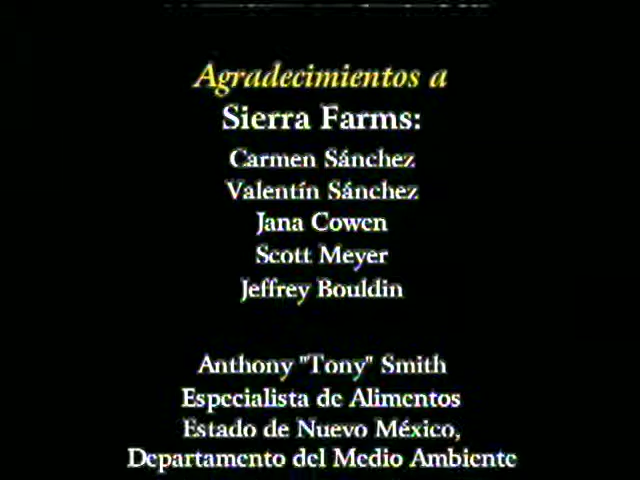 Agradecimientos a
Sierra Farms:
Carmen Sánchez
Valentín Sánchez
Jana Cowen
Scott Meyer
Jeffrey Bouldin
Anthony "Tony" Smith
Especialista de Alimentos
Estado de Nuevo México,
Departamento del Medio Ambiente